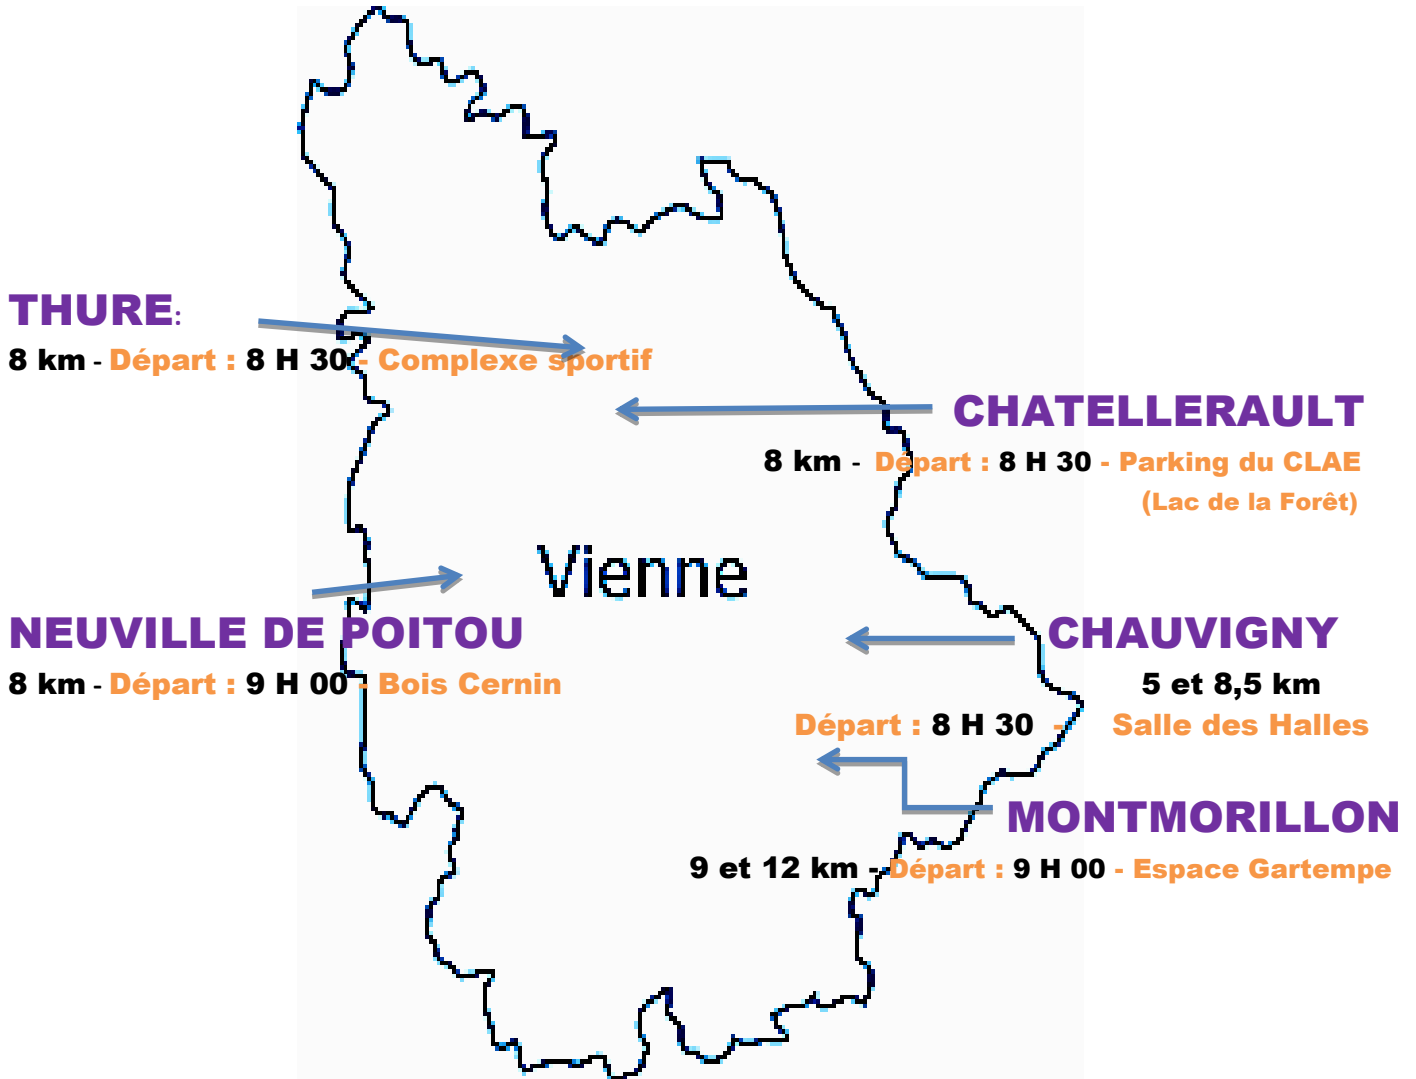 THURE:
8 km - Départ : 8 H 30 - Complexe sportif
CHATELLERAULT
8 km - Départ : 8 H 30 - Parking du CLAE
(Lac de la Forêt)
Vienne
NEUVILLE DE POITOU
8 km - Départ : 9 H 00 - Bois Cernin
CHAUVIGNY
5 et 8,5 km
Départ : 8 H 30 - Salle des Halles
MONTMORILLON
9 et 12 km - Départ : 9 H 00 - Espace Gartempe